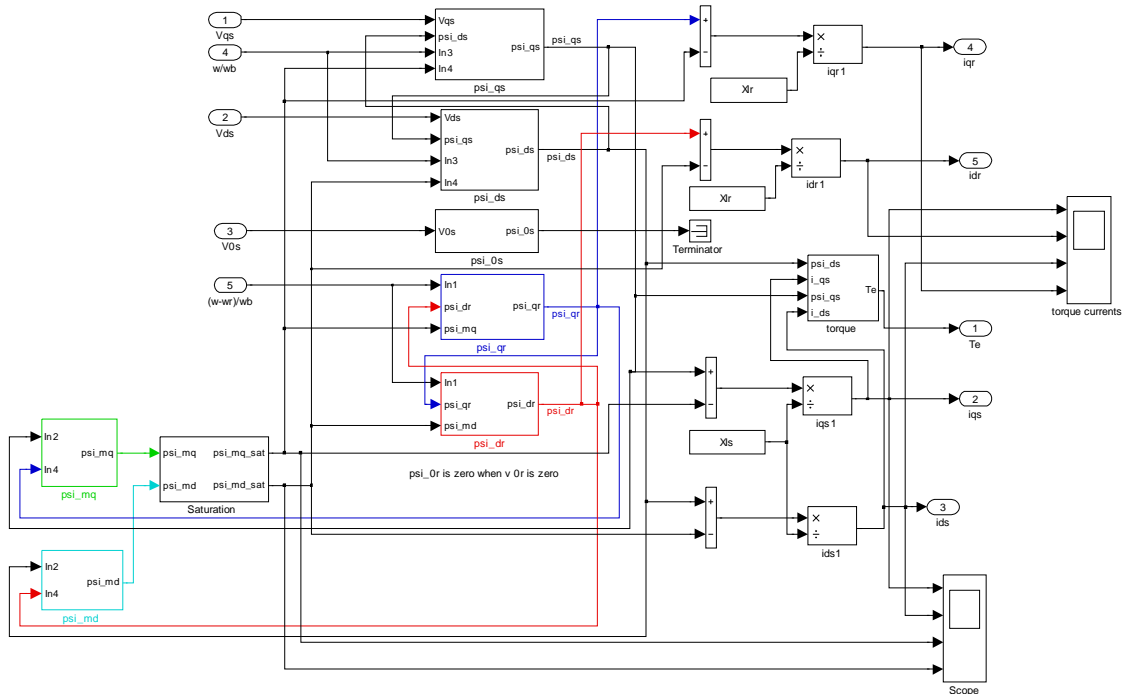 1
Vqs
4
w/wb
Vqs
psi_ds
In3
In4
psi_qs
psi_qs
psi_qs
+
−
×
÷
iqr1
Xlr
4
iqr
2
Vds
Vds
psi_qs
In3
In4
psi_ds
psi_ds
psi_ds
+
−
×
÷
idr1
Xlr
5
idr
3
V0s
V0s
psi_0s
psi_0s
Terminator
torque currents
5
(w-wr)/wb
In1
psi_dr
psi_mq
psi_qr
psi_qr
psi_qr
psi_ds
i_qs
psi_qs
i_ds
Te
torque
1
Te
In1
psi_qr
psi_md
psi_dr
psi_dr
psi_dr
+
−
×
÷
iqs1
2
iqs
Xls
In2
In4
psi_mq
psi_mq
psi_mq
psi_md
psi_mq_sat
psi_md_sat
Saturation
psi_0r is zero when v 0r is zero
+
−
×
÷
ids1
3
ids
In2
In4
psi_md
psi_md
Scope